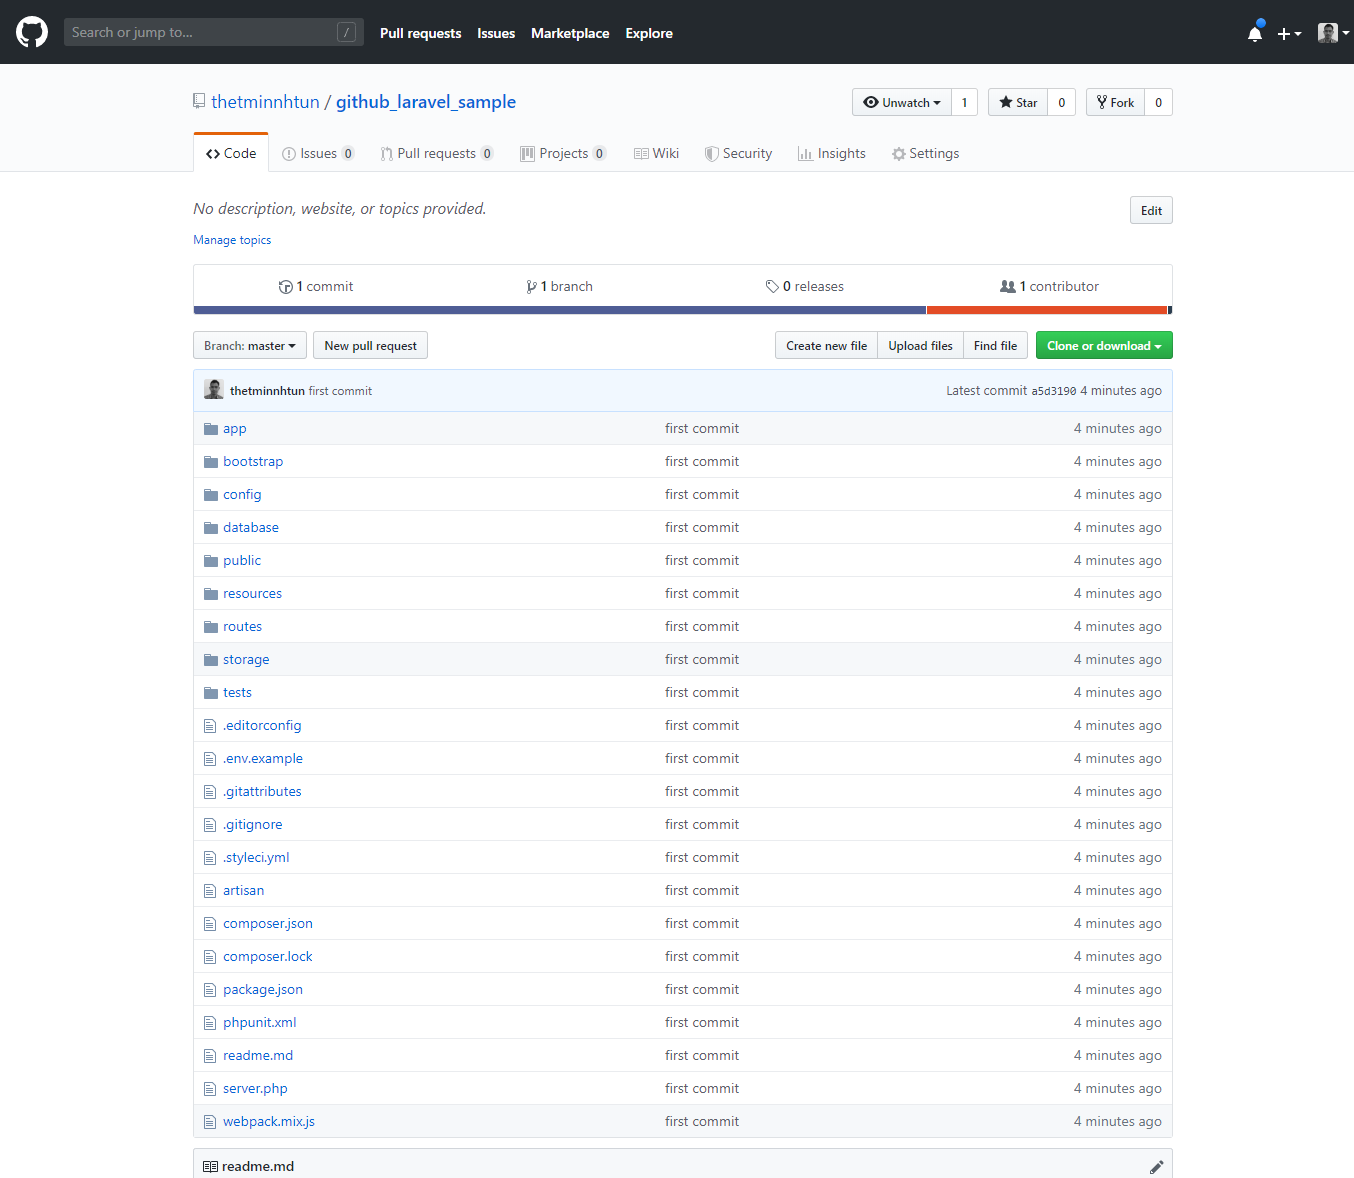 Search or jump to... / Pull requests Issues Marketplace Explore
thetminnhtun / github_laravel_sample Unwatch 1 Star 0 Fork 0
Code Issues 0 Pull requests 0 Projects 0 Wiki Security Insights Settings
No description, website, or topics provided. Edit
Manage topics
1 commit 1 branch 0 releases 1 contributor
Branch: master New pull request Create new file Upload files Find file Clone or download
thetminnhtun first commit Latest commit a5d3190 4 minutes ago
app first commit 4 minutes ago
bootstrap first commit 4 minutes ago
config first commit 4 minutes ago
database first commit 4 minutes ago
public first commit 4 minutes ago
resources first commit 4 minutes ago
routes first commit 4 minutes ago
storage first commit 4 minutes ago
tests first commit 4 minutes ago
.editorconfig first commit 4 minutes ago
.env.example first commit 4 minutes ago
.gitattributes first commit 4 minutes ago
.gitignore first commit 4 minutes ago
.styleci.yml first commit 4 minutes ago
artisan first commit 4 minutes ago
composer.json first commit 4 minutes ago
composer.lock first commit 4 minutes ago
package.json first commit 4 minutes ago
phpunit.xml first commit 4 minutes ago
readme.md first commit 4 minutes ago
server.php first commit 4 minutes ago
webpack.mix.js first commit 4 minutes ago
readme.md